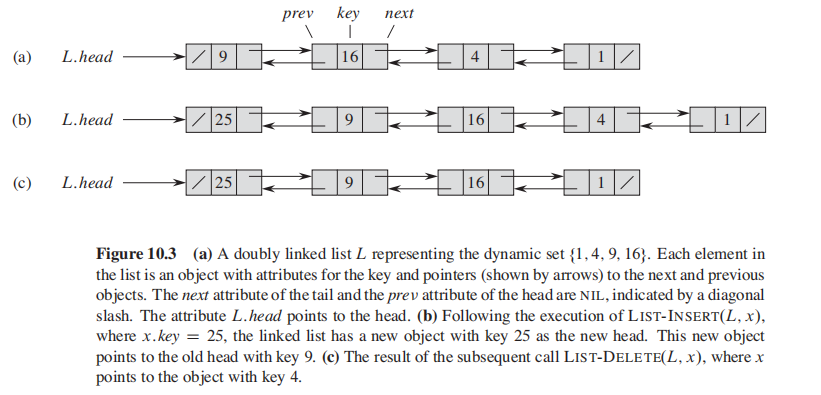 prev key next
(a) L.head / 9 16 4 1 /
(b) L.head / 25 9 16 4 1 /
(c) L.head / 25 9 16 1 /
Figure 10.3 (a) A doubly linked list L representing the dynamic set {1, 4, 9, 16}. Each element in
the list is an object with attributes for the key and pointers (shown by arrows) to the next and previous
objects. The next attribute of the tail and the prev attribute of the head are NIL, indicated by a diagonal
slash. The attribute L.head points to the head. (b) Following the execution of LIST-INSERT(L, x),
where x.key = 25, the linked list has a new object with key 25 as the new head. This new object
points to the old head with key 9. (c) The result of the subsequent call LIST-DELETE(L, x), where x
points to the object with key 4.